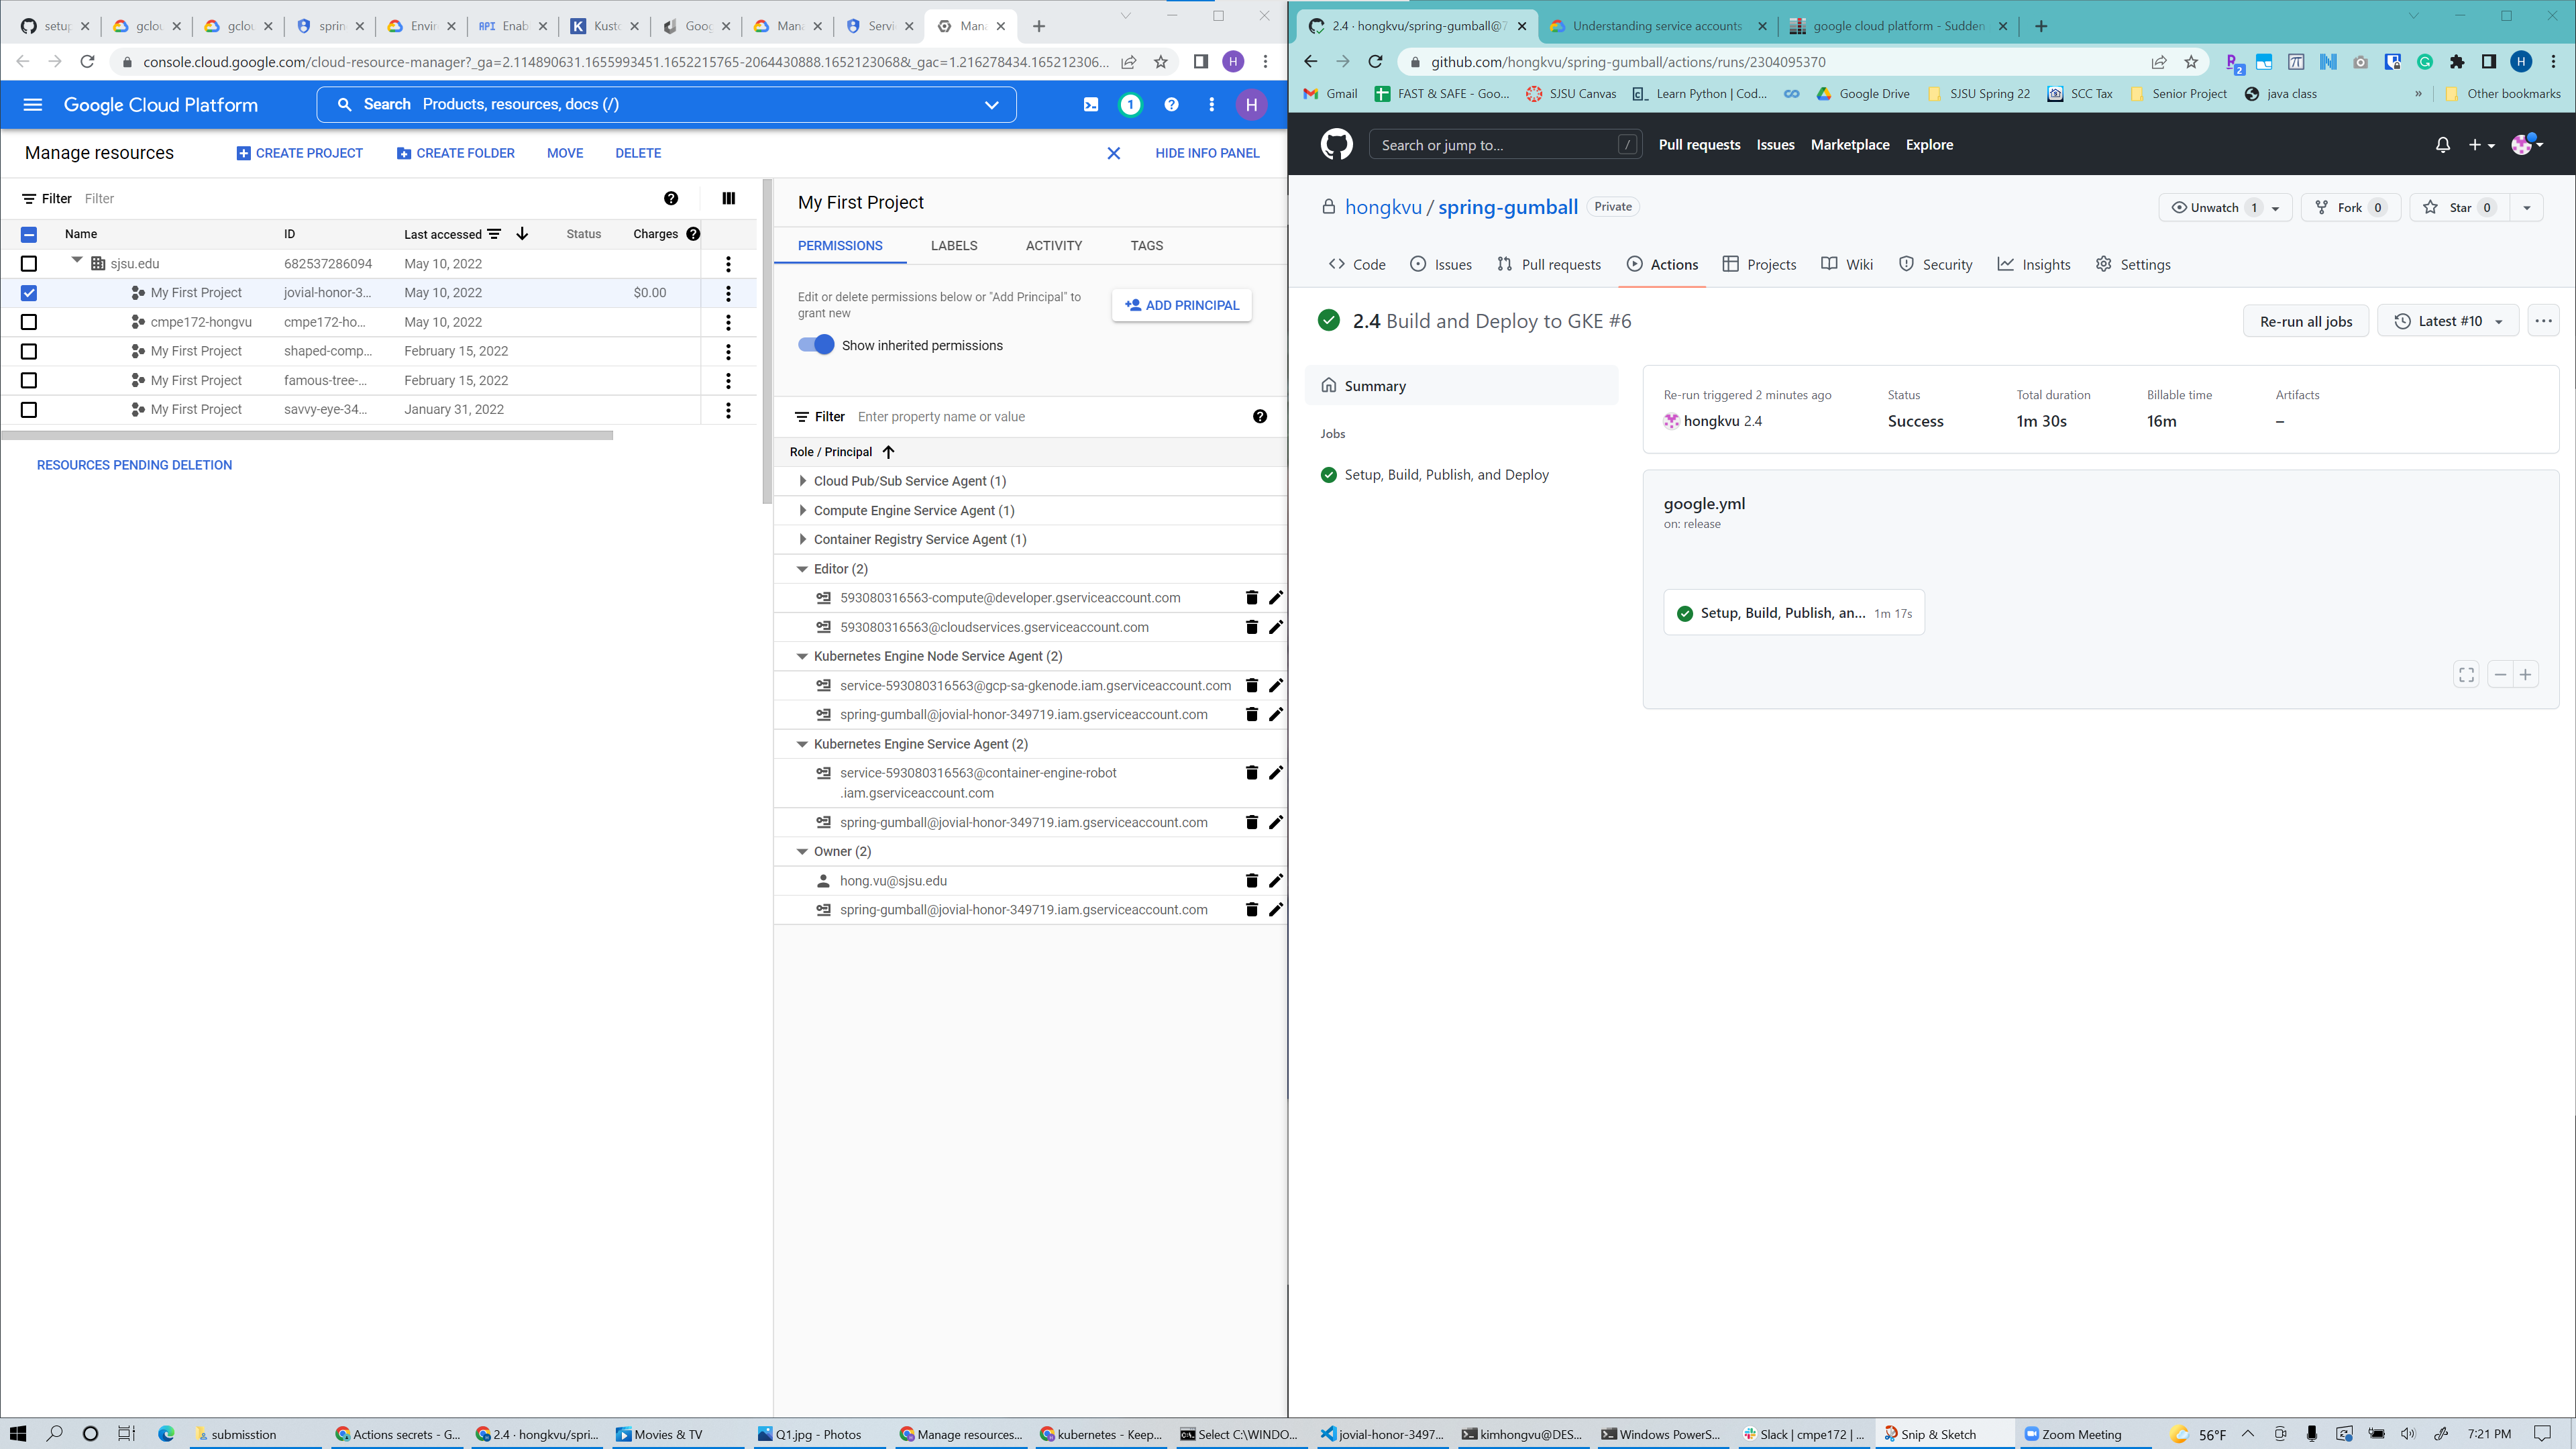 setu
gclou
gclou
sprin
Envir
API Enab
Kusto
Goog
Mana
Servi
Mana
console.cloud.google.com/cloud-resource-manager?_ga=2.114890631.1655993451.1652215765-2064430888.1652123068&_gac=1.216278434.165212306...
H
Google Cloud Platform
Search Products, resources, docs (/)
1
H
Manage resources
CREATE PROJECT
CREATE FOLDER
MOVE
DELETE
HIDE INFO PANEL
Filter Filter
Name ID Last accessed Status Charges
sjsu.edu 682537286094 May 10, 2022
My First Project jovial-honor-3... May 10, 2022 $0.00
cmpe172-hongvu cmpe172-ho... May 10, 2022
My First Project shaped-comp... February 15, 2022
My First Project famous-tree-... February 15, 2022
My First Project savvy-eye-34... January 31, 2022
RESOURCES PENDING DELETION
My First Project
PERMISSIONS LABELS ACTIVITY TAGS
Edit or delete permissions below or "Add Principal" to
grant new
ADD PRINCIPAL
Show inherited permissions
Filter Enter property name or value
Role / Principal
Cloud Pub/Sub Service Agent (1)
Compute Engine Service Agent (1)
Container Registry Service Agent (1)
Editor (2)
593080316563-compute@developer.gserviceaccount.com
593080316563@cloudservices.gserviceaccount.com
Kubernetes Engine Node Service Agent (2)
service-593080316563@gcp-sa-gkenode.iam.gserviceaccount.com
spring-gumball@jovial-honor-349719.iam.gserviceaccount.com
Kubernetes Engine Service Agent (2)
service-593080316563@container-engine-robot
.iam.gserviceaccount.com
spring-gumball@jovial-honor-349719.iam.gserviceaccount.com
Owner (2)
hong.vu@sjsu.edu
spring-gumball@jovial-honor-349719.iam.gserviceaccount.com
2.4 · hongkvu/spring-gumball@7
Understanding service accounts
google cloud platform - Sudden
github.com/hongkvu/spring-gumball/actions/runs/2304095370
2
H
Gmail
FAST & SAFE - Goo...
SJSU Canvas
Learn Python | Cod...
Google Drive
SJSU Spring 22
SCC Tax
Senior Project
java class
»
Other bookmarks
Search or jump to... /
Pull requests Issues Marketplace Explore
hongkvu / spring-gumball Private
Unwatch 1
Fork 0
Star 0
Code
Issues
Pull requests
Actions
Projects
Wiki
Security
Insights
Settings
2.4 Build and Deploy to GKE #6
Re-run all jobs
Latest #10
Summary
Jobs
Setup, Build, Publish, and Deploy
Re-run triggered 2 minutes ago Status Total duration Billable time Artifacts
hongkvu 2.4 Success 1m 30s 16m –
google.yml
on: release
Setup, Build, Publish, an... 1m 17s
submisstion
Actions secrets - G...
2.4 · hongkvu/spri...
Movies & TV
Q1.jpg - Photos
Manage resources...
kubernetes - Keep...
Select C:\WINDO...
jovial-honor-3497...
kimhongvu@DES...
Windows PowerS...
Slack | cmpe172 | ...
Snip & Sketch
Zoom Meeting
56°F
7:21 PM